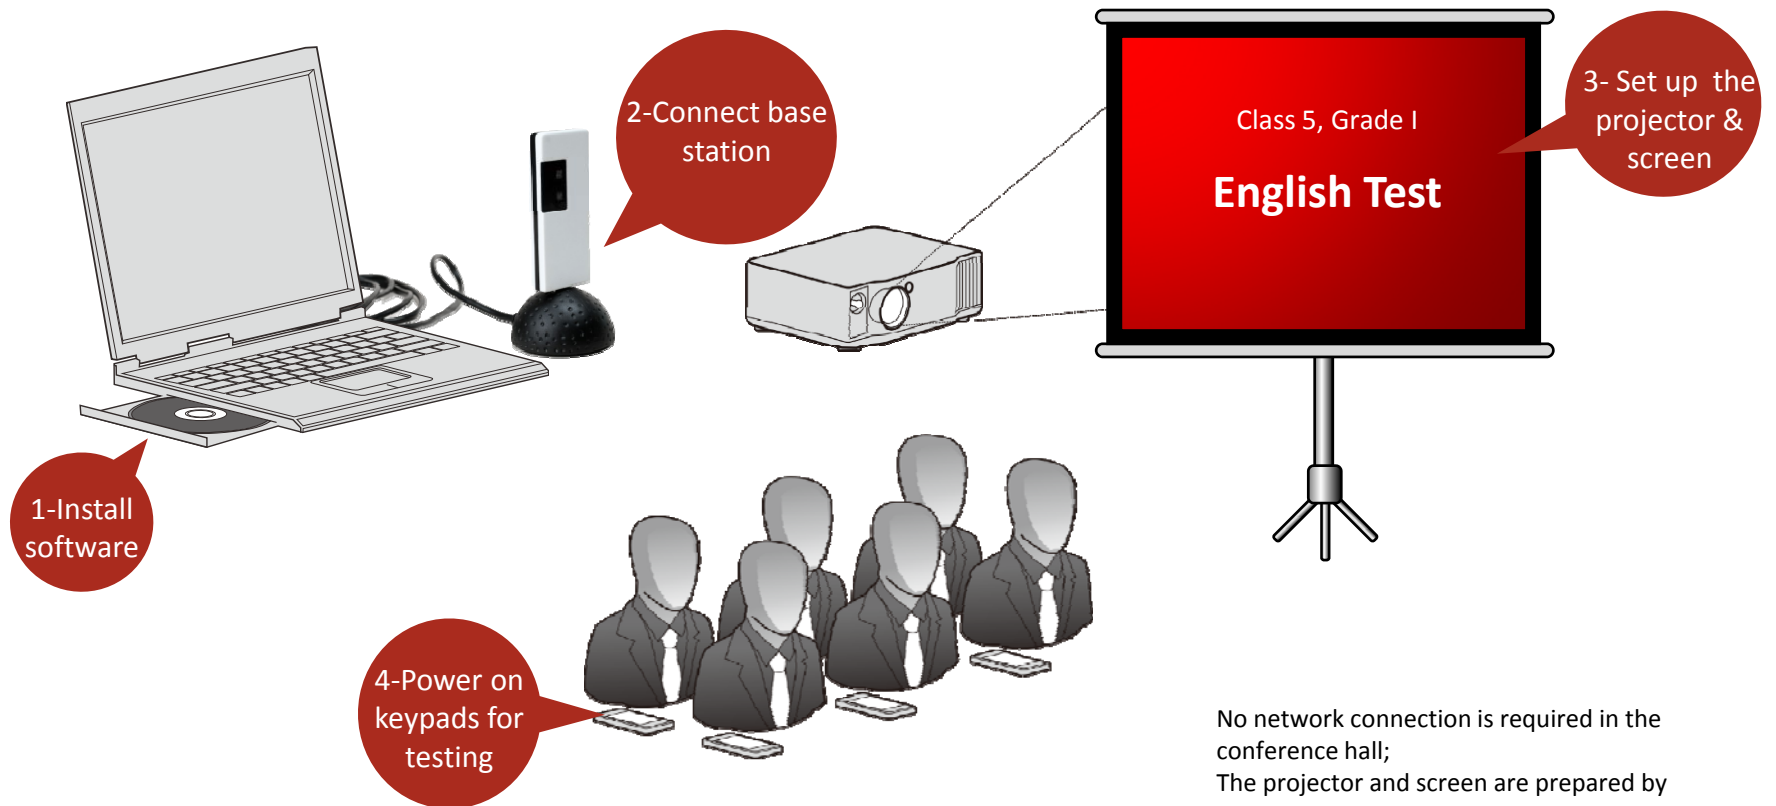 2-Connect base
station
Class 5, Grade I
English Test
3- Set up the
projector &
screen
1-Install
software
4-Power on
keypads for
testing
No network connection is required in the
conference hall;
The projector and screen are prepared by